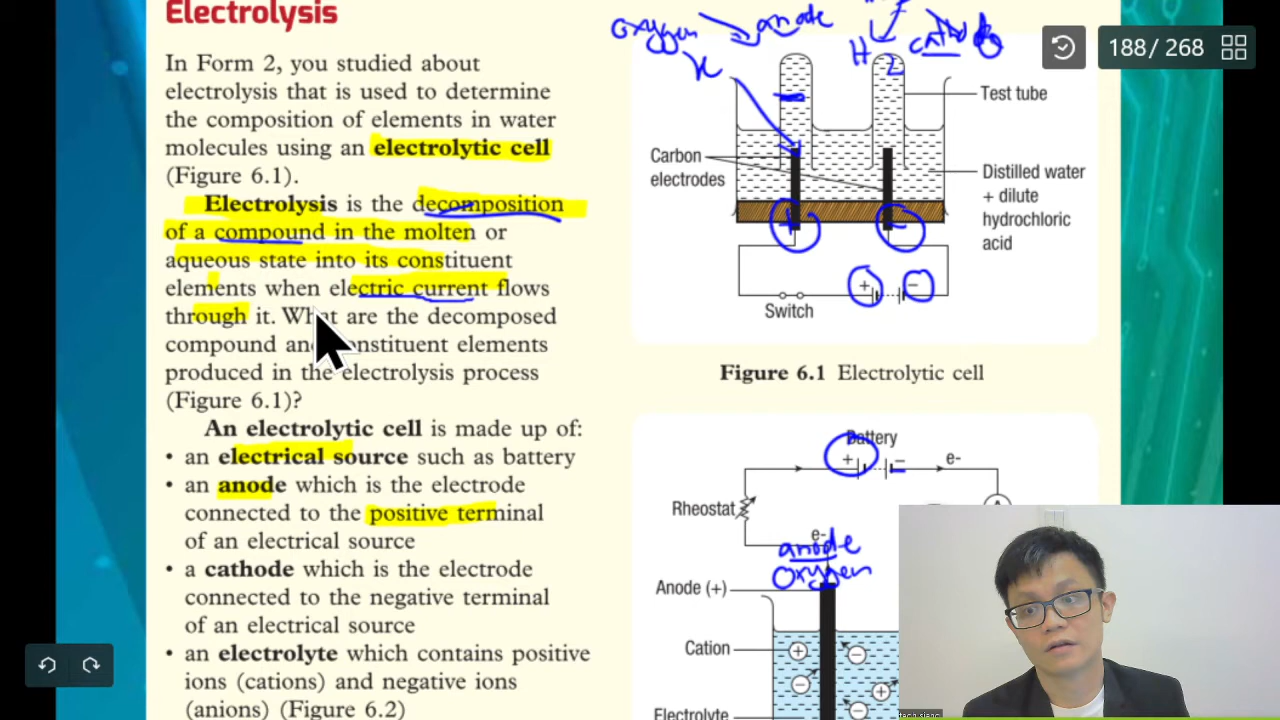 Electrolysis
In Form 2, you studied about
electrolysis that is used to determine
the composition of elements in water
molecules using an electrolytic cell
(Figure 6.1).
Electrolysis is the decomposition
of a compound in the molten or
aqueous state into its constituent
elements when electric current flows
through it. What are the decomposed
compound and constituent elements
produced in the electrolysis process
(Figure 6.1)?
An electrolytic cell is made up of:
• an electrical source such as battery
• an anode which is the electrode
connected to the positive terminal
of an electrical source
• a cathode which is the electrode
connected to the negative terminal
of an electrical source
• an electrolyte which contains positive
ions (cations) and negative ions
(anions) (Figure 6.2)
oxygen
anode
H2
188/ 268
Test tube
Carbon
electrodes
Distilled water
+ dilute
hydrochloric
acid
+ −
+ −
Switch
Figure 6.1 Electrolytic cell
Battery
+ −
e-
Rheostat
A
e-
anode
oxygen
Anode (+)
Cation
+ −
− +
−
Electrolyte